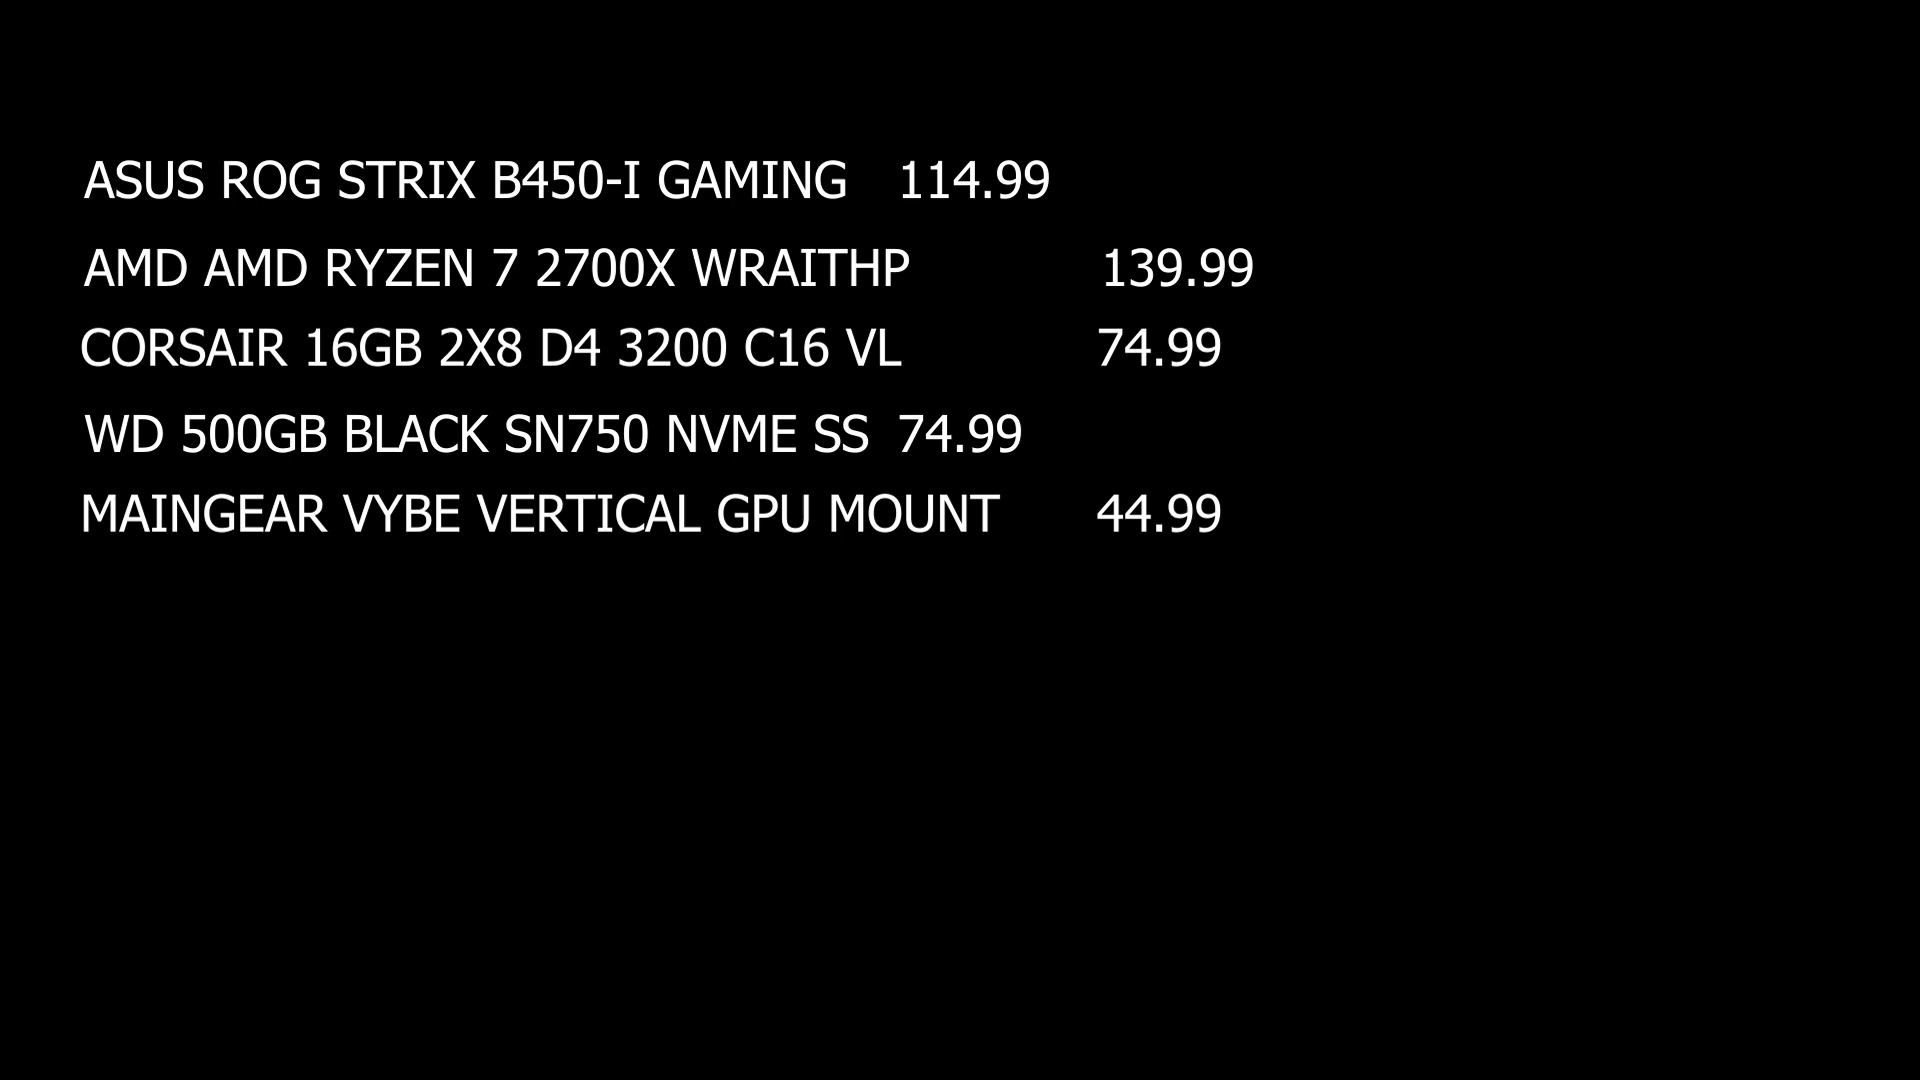 ASUS ROG STRIX B450-I GAMING 114.99
AMD AMD RYZEN 7 2700X WRAITHP 139.99
CORSAIR 16GB 2X8 D4 3200 C16 VL 74.99
WD 500GB BLACK SN750 NVME SS 74.99
MAINGEAR VYBE VERTICAL GPU MOUNT 44.99